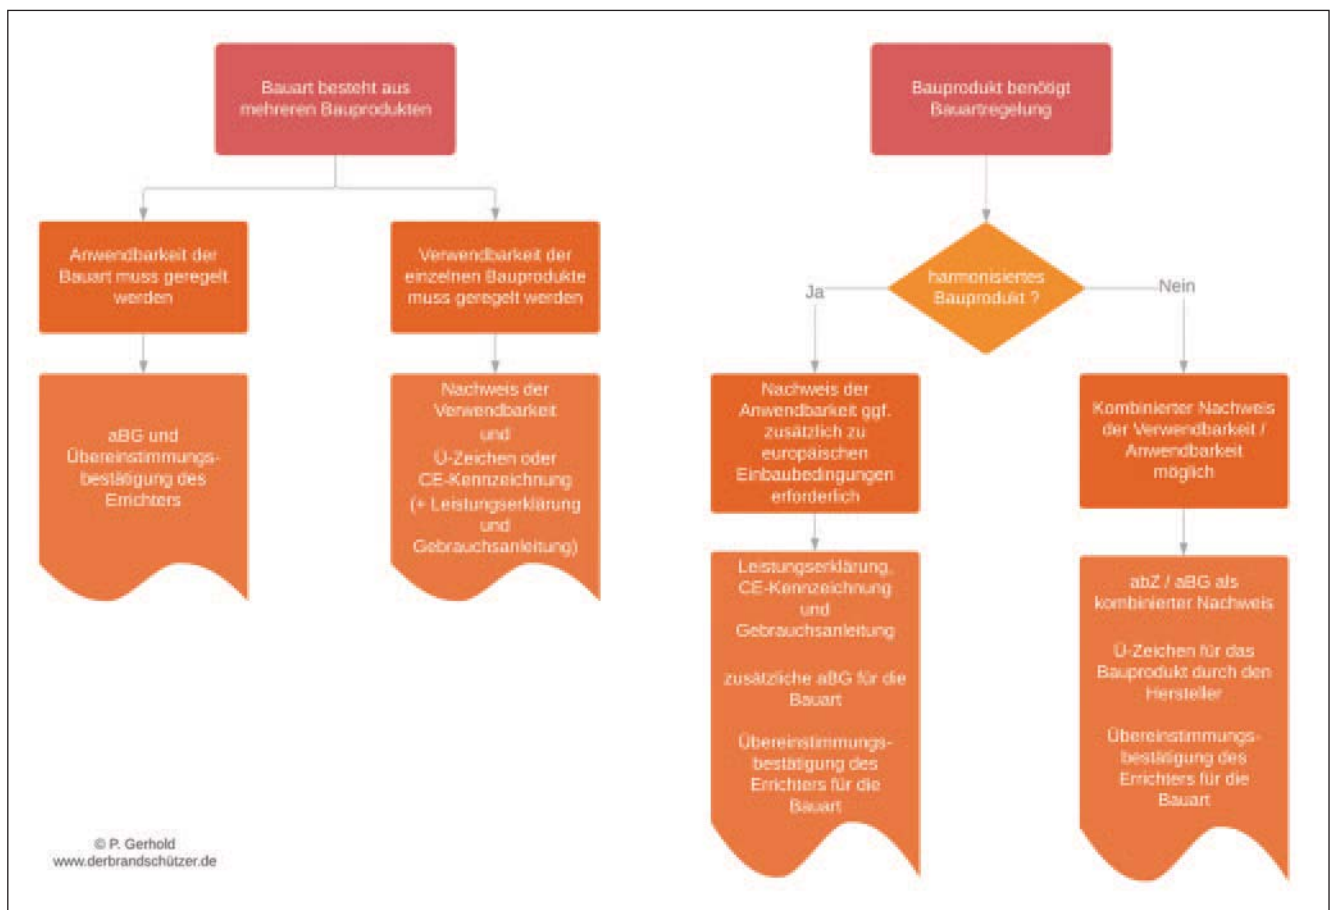 Bauart besteht aus
mehreren Bauprodukten
Anwendbarkeit der
Bauart muss geregelt
werden
Verwendbarkeit der
einzelnen Bauprodukte
muss geregelt werden
aBG und
Übereinstimmungs-
bestätigung des
Errichters
Nachweis der
Verwendbarkeit
und
Ü-Zeichen oder
CE-Kennzeichnung
(+ Leistungserklärung
und
Gebrauchsanleitung)
Bauprodukt benötigt
Bauartregelung
harmonisiertes
Bauprodukt ?
Ja
Nein
Nachweis der
Anwendbarkeit ggf.
zusätzlich zu
europäischen
Einbaubedingungen
erforderlich
Kombinierter Nachweis
der Verwendbarkeit /
Anwendbarkeit
möglich
Leistungserklärung,
CE-Kennzeichnung
und
Gebrauchsanleitung
zusätzliche aBG für die
Bauart
Übereinstimmungs-
bestätigung des
Errichters für die
Bauart
abZ / aBG als
kombinierter Nachweis
Ü-Zeichen für das
Bauprodukt durch den
Hersteller
Übereinstimmungs-
bestätigung des
Errichters für die
Bauart
© P. Gerhold
www.derbrandschützer.de